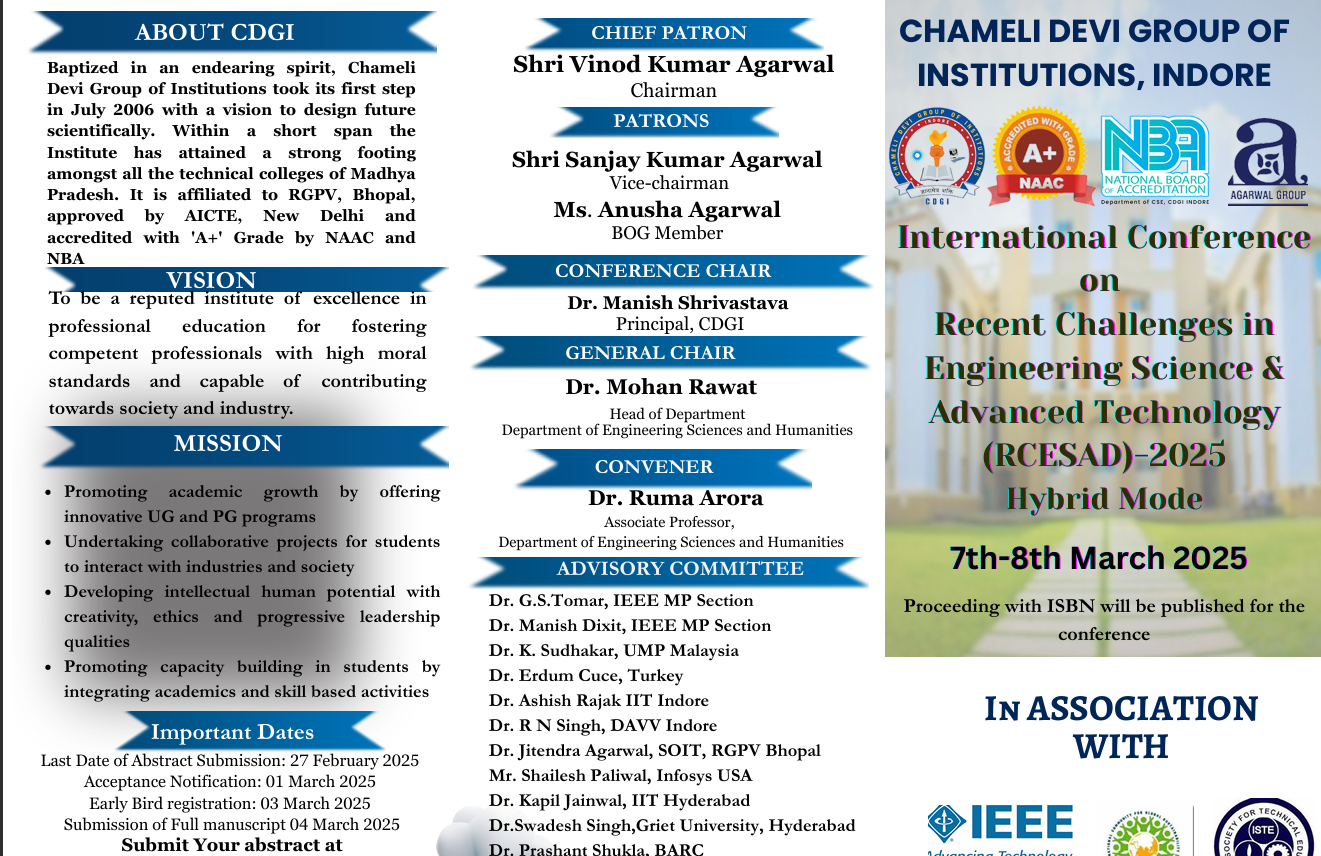 ABOUT CDGI
Baptized in an endearing spirit, Chameli
Devi Group of Institutions took its first step
in July 2006 with a vision to design future
scientifically. Within a short span the
Institute has attained a strong footing
amongst all the technical colleges of Madhya
Pradesh. It is affiliated to RGPV, Bhopal,
approved by AICTE, New Delhi and
accredited with 'A+' Grade by NAAC and
NBA
VISION
To be a reputed institute of excellence in
professional education for fostering
competent professionals with high moral
standards and capable of contributing
towards society and industry.
MISSION
• Promoting academic growth by offering
innovative UG and PG programs
• Undertaking collaborative projects for students
to interact with industries and society
• Developing intellectual human potential with
creativity, ethics and progressive leadership
qualities
• Promoting capacity building in students by
integrating academics and skill based activities
Important Dates
Last Date of Abstract Submission: 27 February 2025
Acceptance Notification: 01 March 2025
Early Bird registration: 03 March 2025
Submission of Full manuscript 04 March 2025
Submit Your abstract at
CHIEF PATRON
Shri Vinod Kumar Agarwal
Chairman
PATRONS
Shri Sanjay Kumar Agarwal
Vice-chairman
Ms. Anusha Agarwal
BOG Member
CONFERENCE CHAIR
Dr. Manish Shrivastava
Principal, CDGI
GENERAL CHAIR
Dr. Mohan Rawat
Head of Department
Department of Engineering Sciences and Humanities
CONVENER
Dr. Ruma Arora
Associate Professor,
Department of Engineering Sciences and Humanities
ADVISORY COMMITTEE
Dr. G.S.Tomar, IEEE MP Section
Dr. Manish Dixit, IEEE MP Section
Dr. K. Sudhakar, UMP Malaysia
Dr. Erdum Cuce, Turkey
Dr. Ashish Rajak IIT Indore
Dr. R N Singh, DAVV Indore
Dr. Jitendra Agarwal, SOIT, RGPV Bhopal
Mr. Shailesh Paliwal, Infosys USA
Dr. Kapil Jainwal, IIT Hyderabad
Dr.Swadesh Singh,Griet University, Hyderabad
Dr. Prashant Shukla, BARC
CHAMELI DEVI GROUP OF
INSTITUTIONS, INDORE
CHAMELI DEVI GROUP OF INSTITUTIONS
INDORE
CDGI
ACCREDITED WITH GRADE
A+
NAAC
NBA
NATIONAL BOARD
OF ACCREDITATION
Department of CSE, CDGI INDORE
a
AGARWAL GROUP
International Conference
on
Recent Challenges in
Engineering Science &
Advanced Technology
(RCESAD)-2025
Hybrid Mode
7th-8th March 2025
Proceeding with ISBN will be published for the
conference
In ASSOCIATION
WITH
IEEE
Advancing Technology
SOCIETY FOR TECHNICAL
ISTE